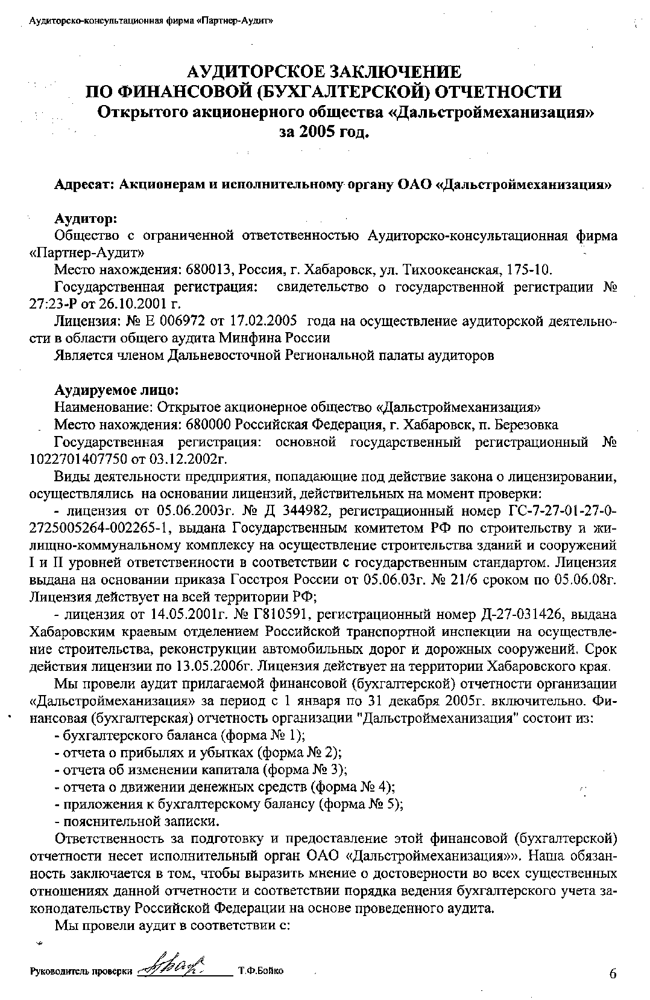 Аудиторско-консультационная фирма «Партнер-Аудит»
АУДИТОРСКОЕ ЗАКЛЮЧЕНИЕ
ПО ФИНАНСОВОЙ (БУХГАЛТЕРСКОЙ) ОТЧЕТНОСТИ
Открытого акционерного общества «Дальстроймеханизация»
за 2005 год.
Адресат: Акционерам и исполнительному органу ОАО «Дальстроймеханизация»
Аудитор:
Общество с ограниченной ответственностью Аудиторско-консультационная фирма
«Партнер-Аудит»
Место нахождения: 680013, Россия, г. Хабаровск, ул. Тихоокеанская, 175-10.
Государственная регистрация: свидетельство о государственной регистрации №
27:23-Р от 26.10.2001 г.
Лицензия: № Е 006972 от 17.02.2005 года на осуществление аудиторской деятельно-
сти в области общего аудита Минфина России
Является членом Дальневосточной Региональной палаты аудиторов
Аудируемое лицо:
Наименование: Открытое акционерное общество «Дальстроймеханизация»
Место нахождения: 680000 Российская Федерация, г. Хабаровск, п. Березовка
Государственная регистрация: основной государственный регистрационный №
1022701407750 от 03.12.2002г.
Виды деятельности предприятия, попадающие под действие закона о лицензировании,
осуществлялись на основании лицензий, действительных на момент проверки:
- лицензия от 05.06.2003г. № Д 344982, регистрационный номер ГС-7-27-01-27-0-
2725005264-002265-1, выдана Государственным комитетом РФ по строительству и жи-
лищно-коммунальному комплексу на осуществление строительства зданий и сооружений
I и II уровней ответственности в соответствии с государственным стандартом. Лицензия
выдана на основании приказа Госстроя России от 05.06.03г. № 21/6 сроком по 05.06.08г.
Лицензия действует на всей территории РФ;
- лицензия от 14.05.2001г. № Г810591, регистрационный номер Д-27-031426, выдана
Хабаровским краевым отделением Российской транспортной инспекции на осуществле-
ние строительства, реконструкции автомобильных дорог и дорожных сооружений. Срок
действия лицензии по 13.05.2006г. Лицензия действует на территории Хабаровского края.
Мы провели аудит прилагаемой финансовой (бухгалтерской) отчетности организации
«Дальстроймеханизация» за период с 1 января по 31 декабря 2005г. включительно. Фи-
нансовая (бухгалтерская) отчетность организации "Дальстроймеханизация" состоит из:
- бухгалтерского баланса (форма № 1);
- отчета о прибылях и убытках (форма № 2);
- отчета об изменении капитала (форма № 3);
- отчета о движении денежных средств (форма № 4);
- приложения к бухгалтерскому балансу (форма № 5);
- пояснительной записки.
Ответственность за подготовку и предоставление этой финансовой (бухгалтерской)
отчетности несет исполнительный орган ОАО «Дальстроймеханизация»». Наша обязан-
ность заключается в том, чтобы выразить мнение о достоверности во всех существенных
отношениях данной отчетности и соответствии порядка ведения бухгалтерского учета за-
конодательству Российской Федерации на основе проведенного аудита.
Мы провели аудит в соответствии с:
Руководитель проверки Т.Ф.Бойко 6